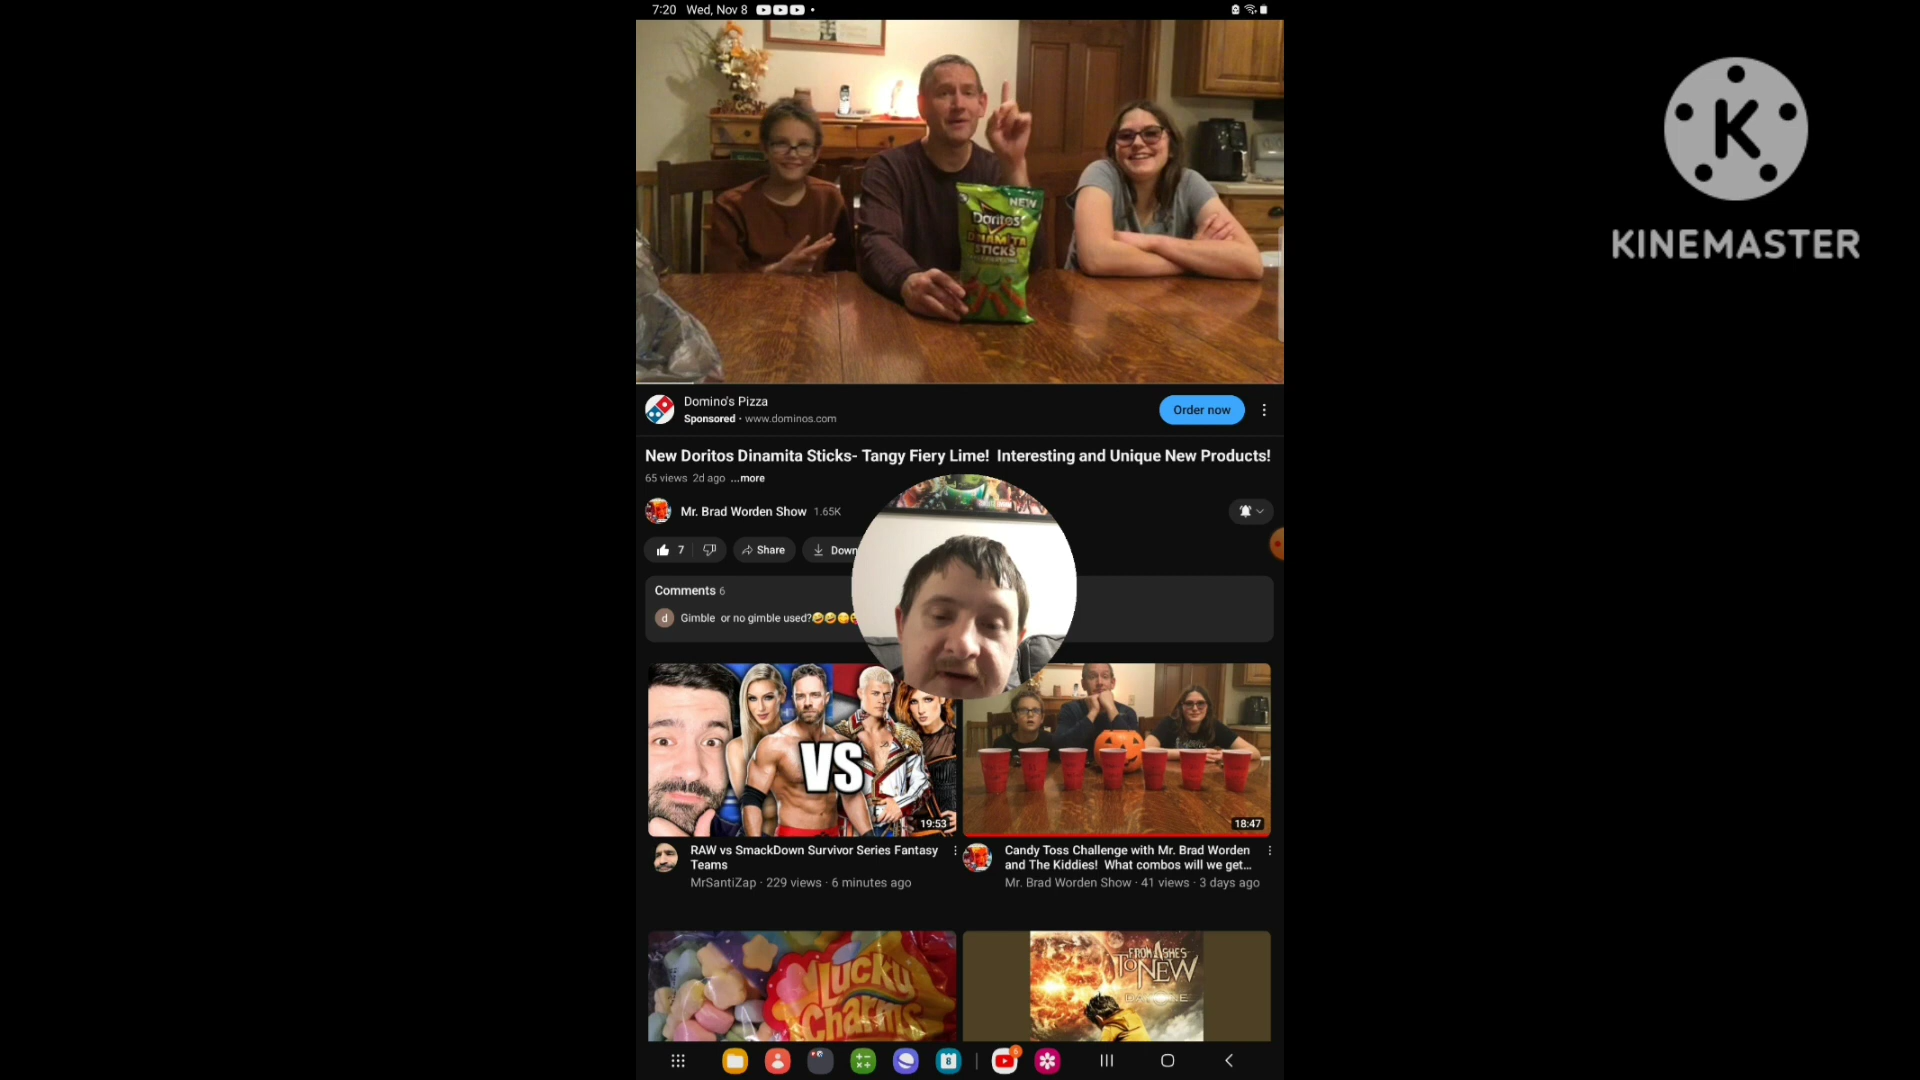 7:20 Wed, Nov 8
KINEMASTER
NEW
Doritos
STICKS
Domino's Pizza
Sponsored · www.dominos.com
Order now
New Doritos Dinamita Sticks- Tangy Fiery Lime!  Interesting and Unique New Products!
65 views 2d ago ...more
Mr. Brad Worden Show 1.65K
7
Share
Down
Comments 6
d Gimble or no gimble used?🤣🤣😋
VS
19:53
18:47
RAW vs SmackDown Survivor Series Fantasy
Teams
MrSantiZap · 229 views · 6 minutes ago
Candy Toss Challenge with Mr. Brad Worden
and The Kiddies!  What combos will we get...
Mr. Brad Worden Show · 41 views · 3 days ago
Lucky
Charms
FROM ASHES
TO NEW
8
6